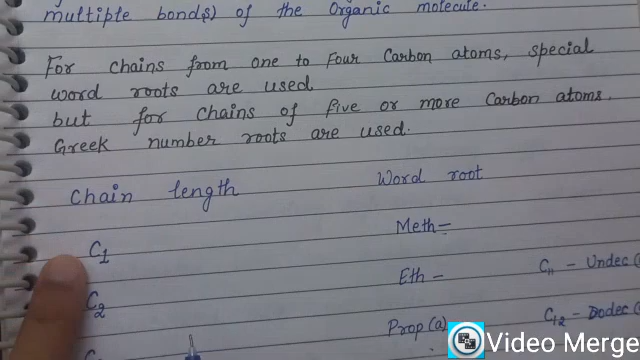 multiple bond(s) of the Organic molecule.
For chains from one to Four Carbon atoms, special
word roots are used
but for chains of five or more Carbon atoms.
Greek number roots are used.
Chain length Word root
C1 Meth-
C2 Eth- C11 - Undec
Prop(a) C12 - Dodec
Video Merge